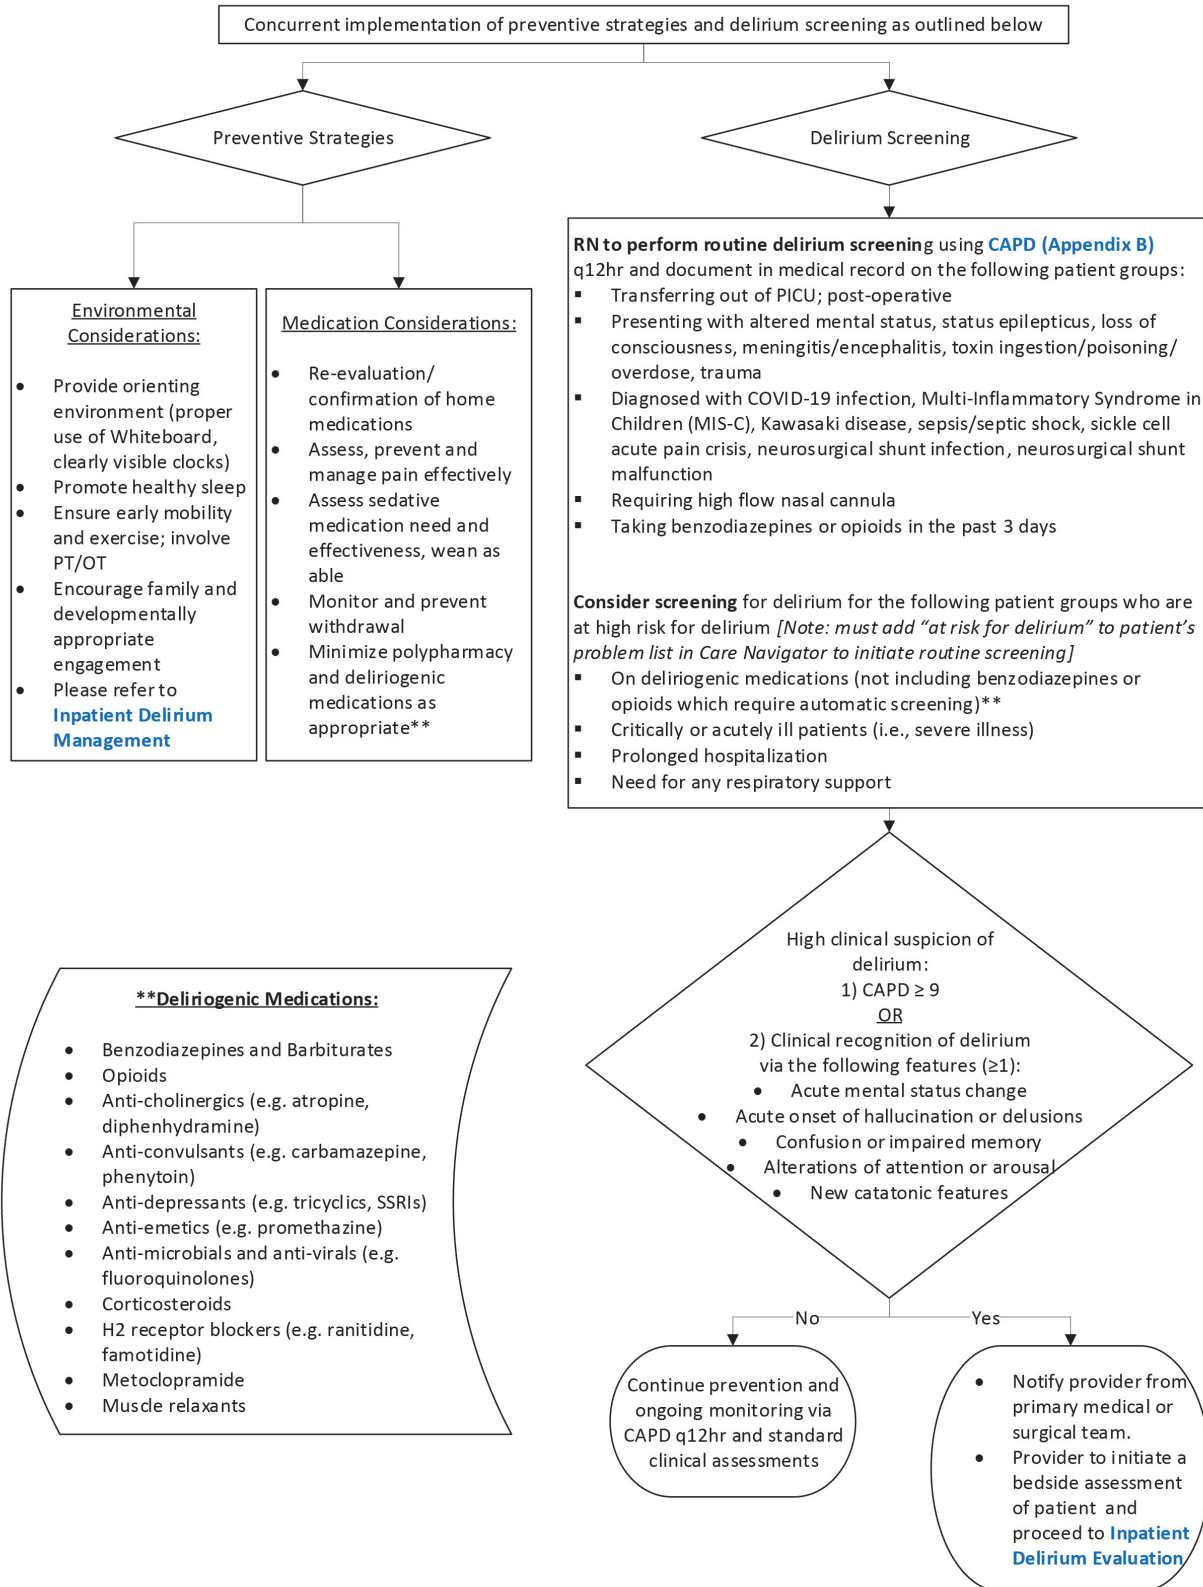 Concurrent implementation of preventive strategies and delirium screening as outlined below
Preventive Strategies
Delirium Screening
Environmental
Considerations:
● Provide orienting
environment (proper
use of Whiteboard,
clearly visible clocks)
● Promote healthy sleep
● Ensure early mobility
and exercise; involve
PT/OT
● Encourage family and
developmentally
appropriate
engagement
● Please refer to
Inpatient Delirium
Management
Medication Considerations:
● Re-evaluation/
confirmation of home
medications
● Assess, prevent and
manage pain effectively
● Assess sedative
medication need and
effectiveness, wean as
able
● Monitor and prevent
withdrawal
● Minimize polypharmacy
and deliriogenic
medications as
appropriate**
RN to perform routine delirium screening using CAPD (Appendix B)
q12hr and document in medical record on the following patient groups:
▪ Transferring out of PICU; post-operative
▪ Presenting with altered mental status, status epilepticus, loss of
consciousness, meningitis/encephalitis, toxin ingestion/poisoning/
overdose, trauma
▪ Diagnosed with COVID-19 infection, Multi-Inflammatory Syndrome in
Children (MIS-C), Kawasaki disease, sepsis/septic shock, sickle cell
acute pain crisis, neurosurgical shunt infection, neurosurgical shunt
malfunction
▪ Requiring high flow nasal cannula
▪ Taking benzodiazepines or opioids in the past 3 days
Consider screening for delirium for the following patient groups who are
at high risk for delirium [Note: must add “at risk for delirium” to patient’s
problem list in Care Navigator to initiate routine screening]
▪ On deliriogenic medications (not including benzodiazepines or
opioids which require automatic screening)**
▪ Critically or acutely ill patients (i.e., severe illness)
▪ Prolonged hospitalization
▪ Need for any respiratory support
High clinical suspicion of
delirium:
1) CAPD ≥ 9
OR
2) Clinical recognition of delirium
via the following features (≥1):
● Acute mental status change
● Acute onset of hallucination or delusions
● Confusion or impaired memory
● Alterations of attention or arousal
● New catatonic features
**Deliriogenic Medications:
● Benzodiazepines and Barbiturates
● Opioids
● Anti-cholinergics (e.g. atropine,
diphenhydramine)
● Anti-convulsants (e.g. carbamazepine,
phenytoin)
● Anti-depressants (e.g. tricyclics, SSRIs)
● Anti-emetics (e.g. promethazine)
● Anti-microbials and anti-virals (e.g.
fluoroquinolones)
● Corticosteroids
● H2 receptor blockers (e.g. ranitidine,
famotidine)
● Metoclopramide
● Muscle relaxants
No
Yes
Continue prevention and
ongoing monitoring via
CAPD q12hr and standard
clinical assessments
● Notify provider from
primary medical or
surgical team.
● Provider to initiate a
bedside assessment
of patient and
proceed to Inpatient
Delirium Evaluation